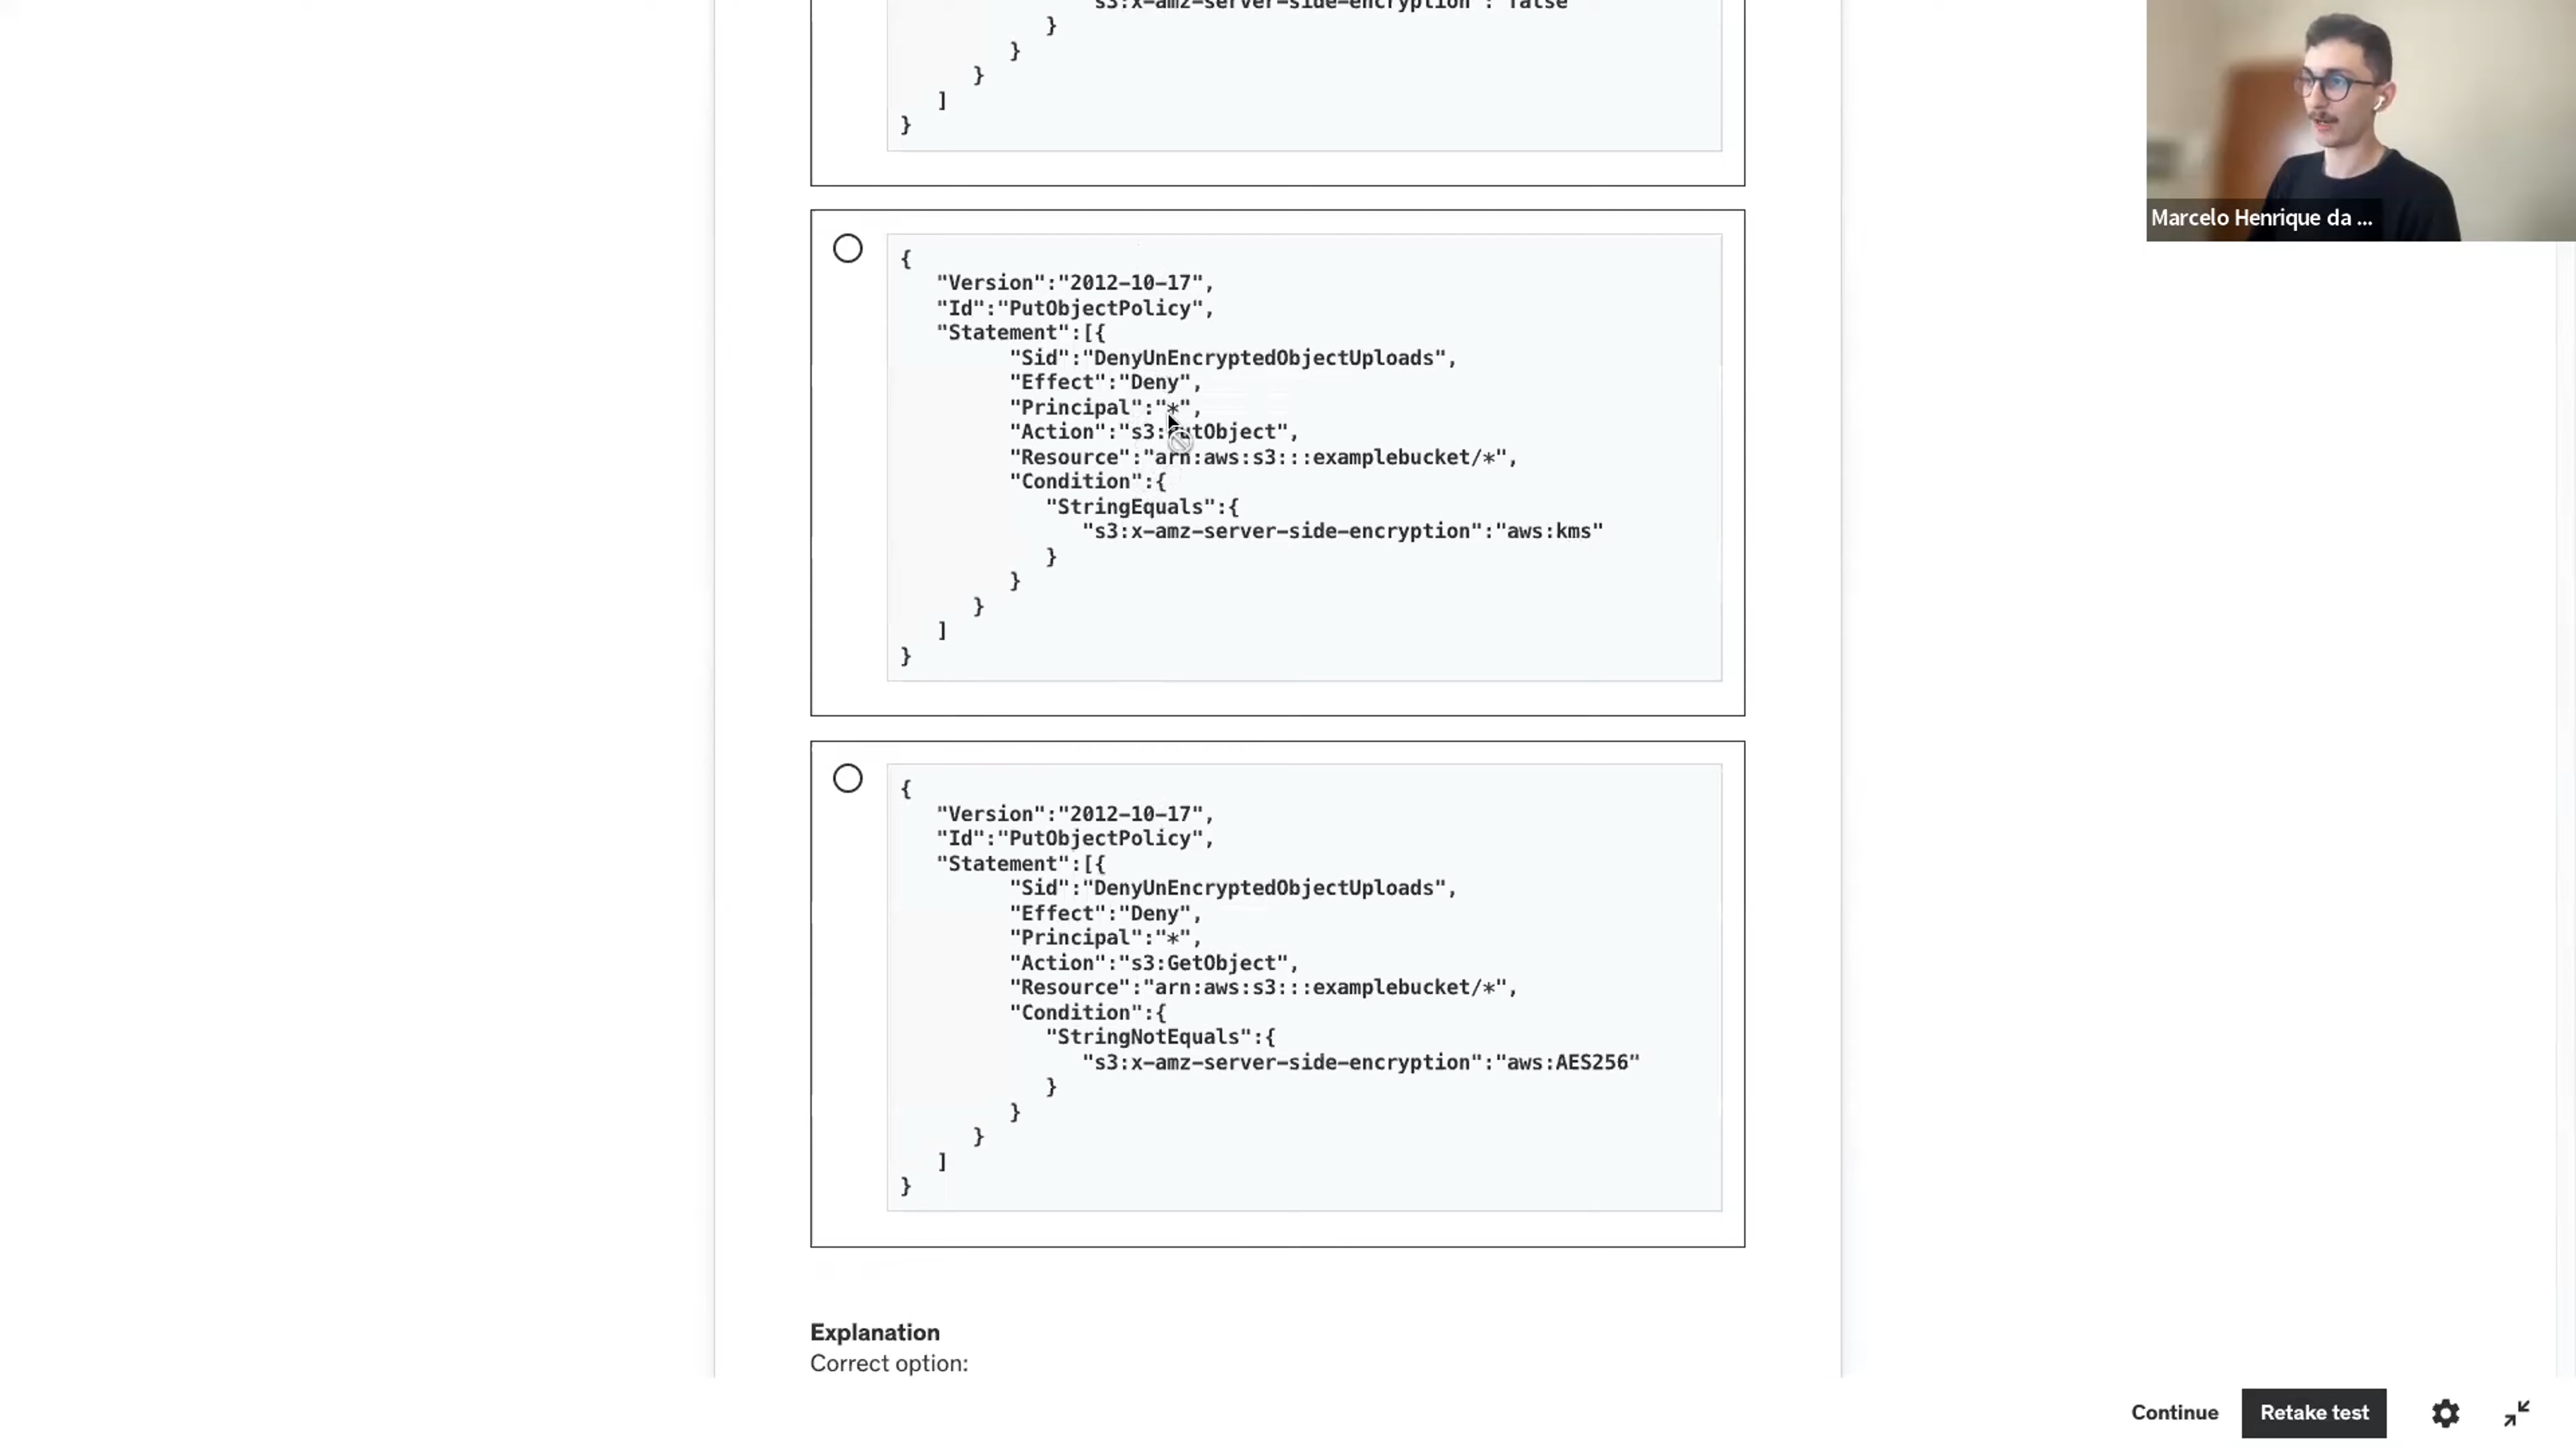 "s3:x-amz-server-side-encryption":"false"
}
}
}
]
}
Marcelo Henrique da ...
{
"Version":"2012-10-17",
"Id":"PutObjectPolicy",
"Statement":[{
"Sid":"DenyUnEncryptedObjectUploads",
"Effect":"Deny",
"Principal":"*",
"Action":"s3:PutObject",
"Resource":"arn:aws:s3:::examplebucket/*",
"Condition":{
"StringEquals":{
"s3:x-amz-server-side-encryption":"aws:kms"
}
}
}
]
}
{
"Version":"2012-10-17",
"Id":"PutObjectPolicy",
"Statement":[{
"Sid":"DenyUnEncryptedObjectUploads",
"Effect":"Deny",
"Principal":"*",
"Action":"s3:GetObject",
"Resource":"arn:aws:s3:::examplebucket/*",
"Condition":{
"StringNotEquals":{
"s3:x-amz-server-side-encryption":"aws:AES256"
}
}
}
]
}
Explanation
Correct option:
Continue
Retake test